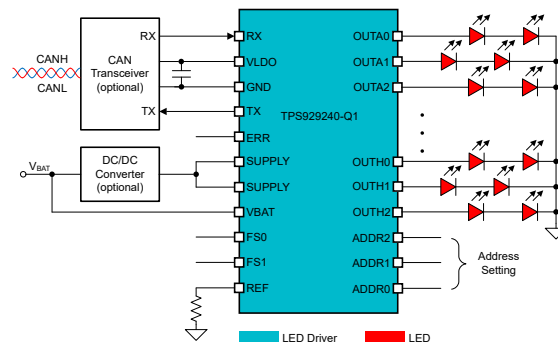 CANH
CANL
RX
CAN
Transceiver
(optional)
TX
RX
VLDO
GND
TX
ERR
SUPPLY
SUPPLY
VBAT
FS0
FS1
REF
TPS929240-Q1
OUTA0
OUTA1
OUTA2
OUTH0
OUTH1
OUTH2
ADDR2
ADDR1
ADDR0
Address
Setting
VBAT
DC/DC
Converter
(optional)
LED Driver
LED